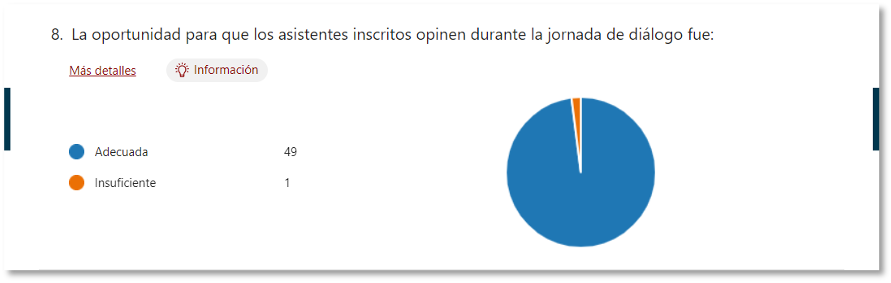 8. La oportunidad para que los asistentes inscritos opinen durante la jornada de diálogo fue:
Más detalles Información
Adecuada 49
Insuficiente 1